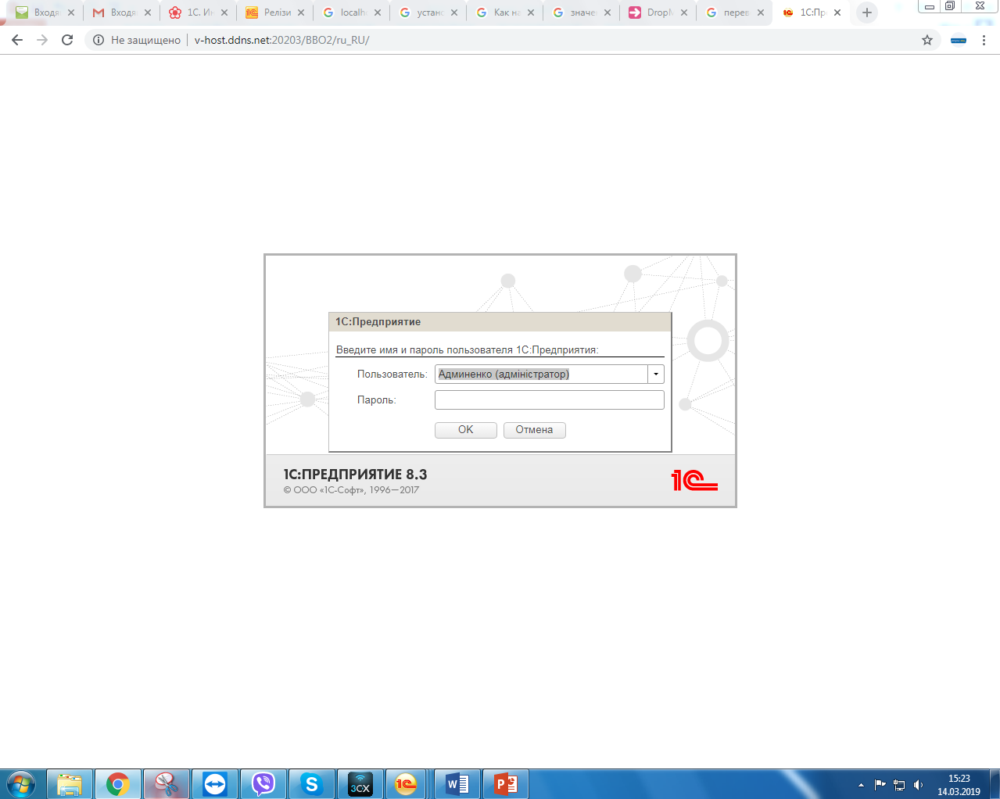 Входя
Входя
1С. Ин
Релізи
localh
устан
Как на
значе
Drop
перев
1С:Пр
Не защищено
v-host.ddns.net:20203/BBO2/ru_RU/
1С:Предприятие
Введите имя и пароль пользователя 1С:Предприятия:
Пользователь:
Админенко (адміністратор)
Пароль:
OK
Отмена
1С:ПРЕДПРИЯТИЕ 8.3
© ООО «1С-Софт», 1996—2017
1С
3CX
15:23
14.03.2019